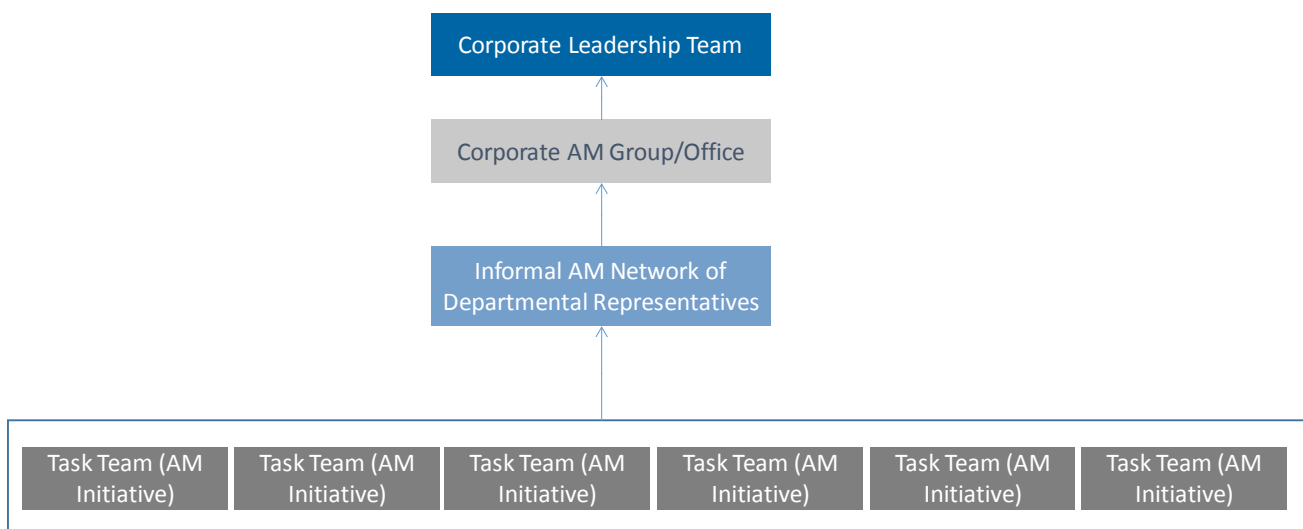 Corporate Leadership Team
Corporate AM Group/Office
Informal AM Network of
Departmental Representatives
Task Team (AM
Initiative)
Task Team (AM
Initiative)
Task Team (AM
Initiative)
Task Team (AM
Initiative)
Task Team (AM
Initiative)
Task Team (AM
Initiative)